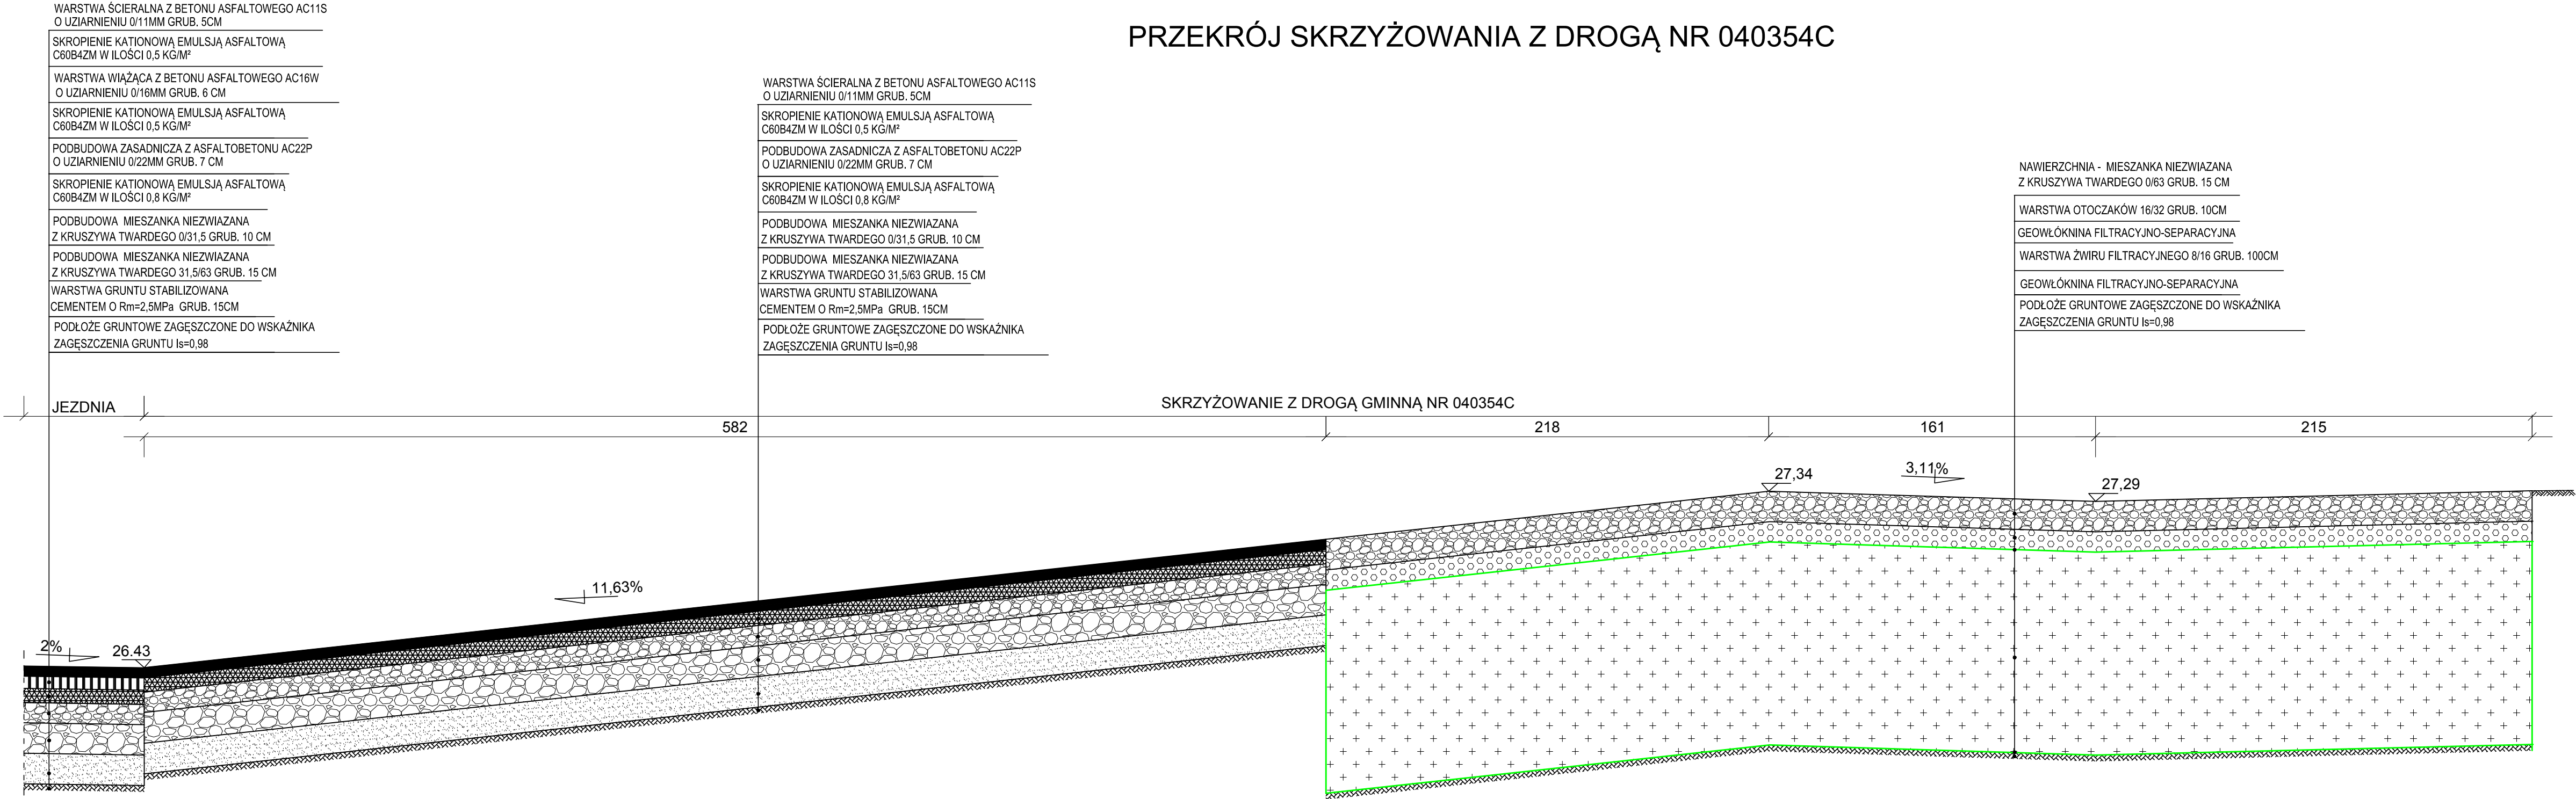 PRZEKRÓJ SKRZYŻOWANIA Z DROGĄ NR 040354C
WARSTWA ŚCIERALNA Z BETONU ASFALTOWEGO AC11S
O UZIARNIENIU 0/11MM GRUB. 5CM
SKROPIENIE KATIONOWĄ EMULSJĄ ASFALTOWĄ
C60B4ZM W ILOŚCI 0,5 KG/M²
WARSTWA WIĄŻĄCA Z BETONU ASFALTOWEGO AC16W
O UZIARNIENIU 0/16MM GRUB. 6 CM
SKROPIENIE KATIONOWĄ EMULSJĄ ASFALTOWĄ
C60B4ZM W ILOŚCI 0,5 KG/M²
PODBUDOWA ZASADNICZA Z ASFALTOBETONU AC22P
O UZIARNIENIU 0/22MM GRUB. 7 CM
SKROPIENIE KATIONOWĄ EMULSJĄ ASFALTOWĄ
C60B4ZM W ILOŚCI 0,8 KG/M²
PODBUDOWA MIESZANKA NIEZWIAZANA
Z KRUSZYWA TWARDEGO 0/31,5 GRUB. 10 CM
PODBUDOWA MIESZANKA NIEZWIAZANA
Z KRUSZYWA TWARDEGO 31,5/63 GRUB. 15 CM
WARSTWA GRUNTU STABILIZOWANA
CEMENTEM O Rm=2,5MPa GRUB. 15CM
PODŁOŻE GRUNTOWE ZAGĘSZCZONE DO WSKAŹNIKA
ZAGĘSZCZENIA GRUNTU Is=0,98
WARSTWA ŚCIERALNA Z BETONU ASFALTOWEGO AC11S
O UZIARNIENIU 0/11MM GRUB. 5CM
SKROPIENIE KATIONOWĄ EMULSJĄ ASFALTOWĄ
C60B4ZM W ILOŚCI 0,5 KG/M²
PODBUDOWA ZASADNICZA Z ASFALTOBETONU AC22P
O UZIARNIENIU 0/22MM GRUB. 7 CM
SKROPIENIE KATIONOWĄ EMULSJĄ ASFALTOWĄ
C60B4ZM W ILOŚCI 0,8 KG/M²
PODBUDOWA MIESZANKA NIEZWIAZANA
Z KRUSZYWA TWARDEGO 0/31,5 GRUB. 10 CM
PODBUDOWA MIESZANKA NIEZWIAZANA
Z KRUSZYWA TWARDEGO 31,5/63 GRUB. 15 CM
WARSTWA GRUNTU STABILIZOWANA
CEMENTEM O Rm=2,5MPa GRUB. 15CM
PODŁOŻE GRUNTOWE ZAGĘSZCZONE DO WSKAŹNIKA
ZAGĘSZCZENIA GRUNTU Is=0,98
NAWIERZCHNIA - MIESZANKA NIEZWIAZANA
Z KRUSZYWA TWARDEGO 0/63 GRUB. 15 CM
WARSTWA OTOCZAKÓW 16/32 GRUB. 10CM
GEOWŁÓKNINA FILTRACYJNO-SEPARACYJNA
WARSTWA ŻWIRU FILTRACYJNEGO 8/16 GRUB. 100CM
GEOWŁÓKNINA FILTRACYJNO-SEPARACYJNA
PODŁOŻE GRUNTOWE ZAGĘSZCZONE DO WSKAŹNIKA
ZAGĘSZCZENIA GRUNTU Is=0,98
JEZDNIA
SKRZYŻOWANIE Z DROGĄ GMINNĄ NR 040354C
582
218
161
215
27,34
3,11%
27,29
11,63%
2%
26.43